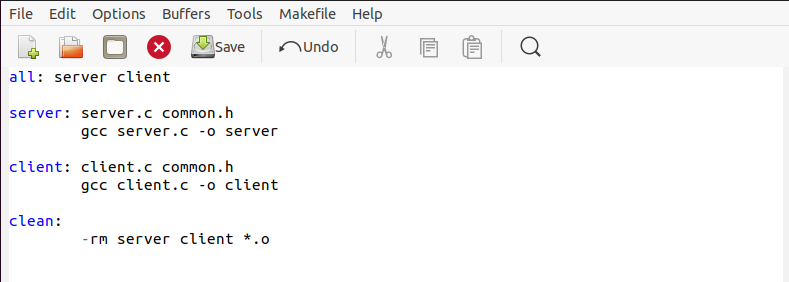 File Edit Options Buffers Tools Makefile Help
Save Undo
all: server client
server: server.c common.h
gcc server.c -o server
client: client.c common.h
gcc client.c -o client
clean:
-rm server client *.o